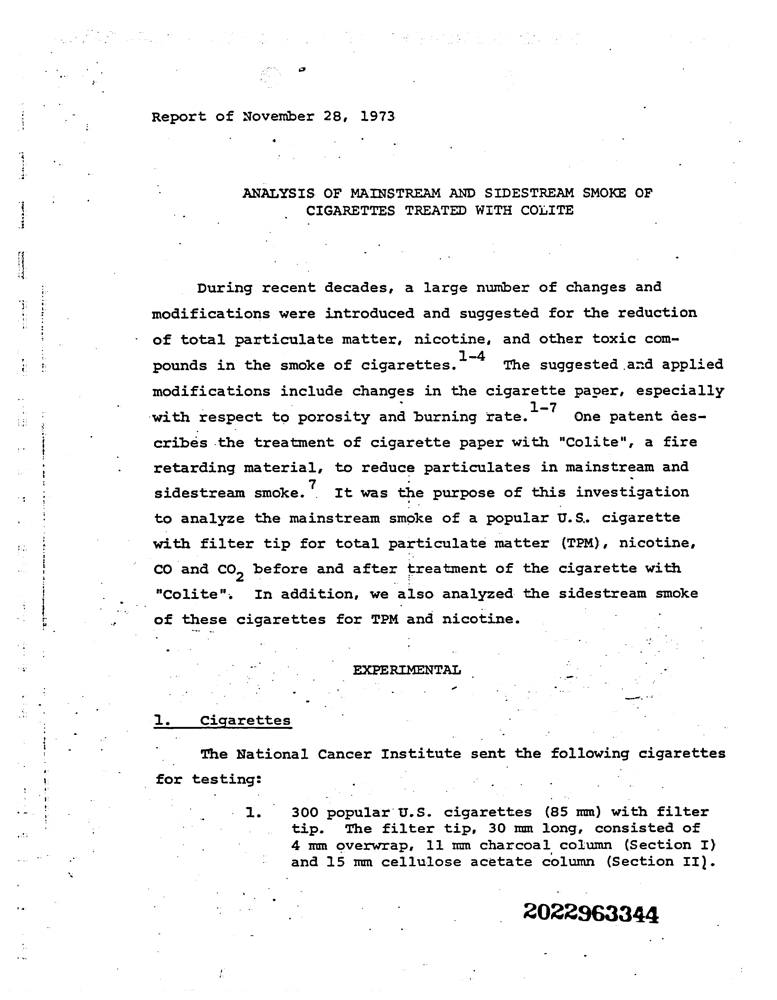 Report of November 28, 1973
ANALYSIS OF MAINSTREAM AND SIDESTREAM SMOKE OF
CIGARETTES TREATED WITH COLITE
During recent decades, a large number of changes and
modifications were introduced and suggested for the reduction
of total particulate matter, nicotine, and other toxic com-
pounds in the smoke of cigarettes.1-4 The suggested and applied
modifications include changes in the cigarette paper, especially
with respect to porosity and burning rate.1-7 One patent des-
cribes the treatment of cigarette paper with "Colite", a fire
retarding material, to reduce particulates in mainstream and
sidestream smoke.7 It was the purpose of this investigation
to analyze the mainstream smoke of a popular U.S. cigarette
with filter tip for total particulate matter (TPM), nicotine,
CO and CO2 before and after treatment of the cigarette with
"Colite". In addition, we also analyzed the sidestream smoke
of these cigarettes for TPM and nicotine.
EXPERIMENTAL
1. Cigarettes
The National Cancer Institute sent the following cigarettes
for testing:
1. 300 popular U.S. cigarettes (85 mm) with filter
tip. The filter tip, 30 mm long, consisted of
4 mm overwrap, 11 mm charcoal column (Section I)
and 15 mm cellulose acetate column (Section II).
2022963344